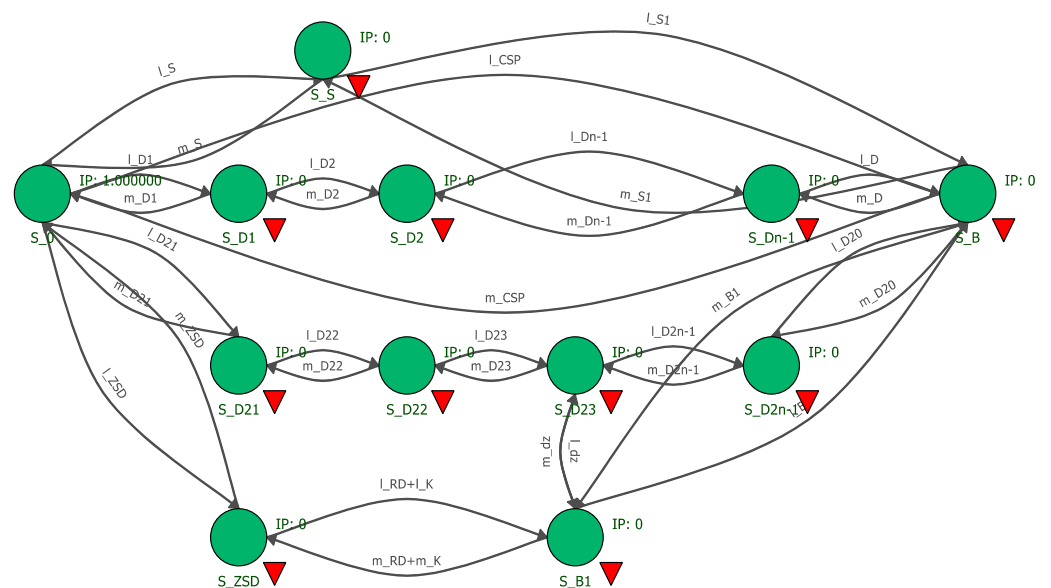 l_S1
IP: 0
l_S
l_CSP
S_S
m_S
l_D1
l_D2
l_Dn-1
l_D
IP: 1.000000
IP: 0
IP: 0
IP: 0
IP: 0
m_D1
m_D2
m_S1
m_D
m_Dn-1
S_0
S_D1
S_D2
S_Dn-1
S_B
l_D21
l_D20
m_D21
m_ZSD
m_CSP
m_B1
m_D20
l_D22
l_D23
l_D2n-1
IP: 0
IP: 0
IP: 0
IP: 0
m_D22
m_D23
m_D2n-1
l_ZSD
S_D21
S_D22
S_D23
S_D2n-1
m_dz
l_dz
l_RD+l_K
IP: 0
IP: 0
m_RD+m_K
S_ZSD
S_B1